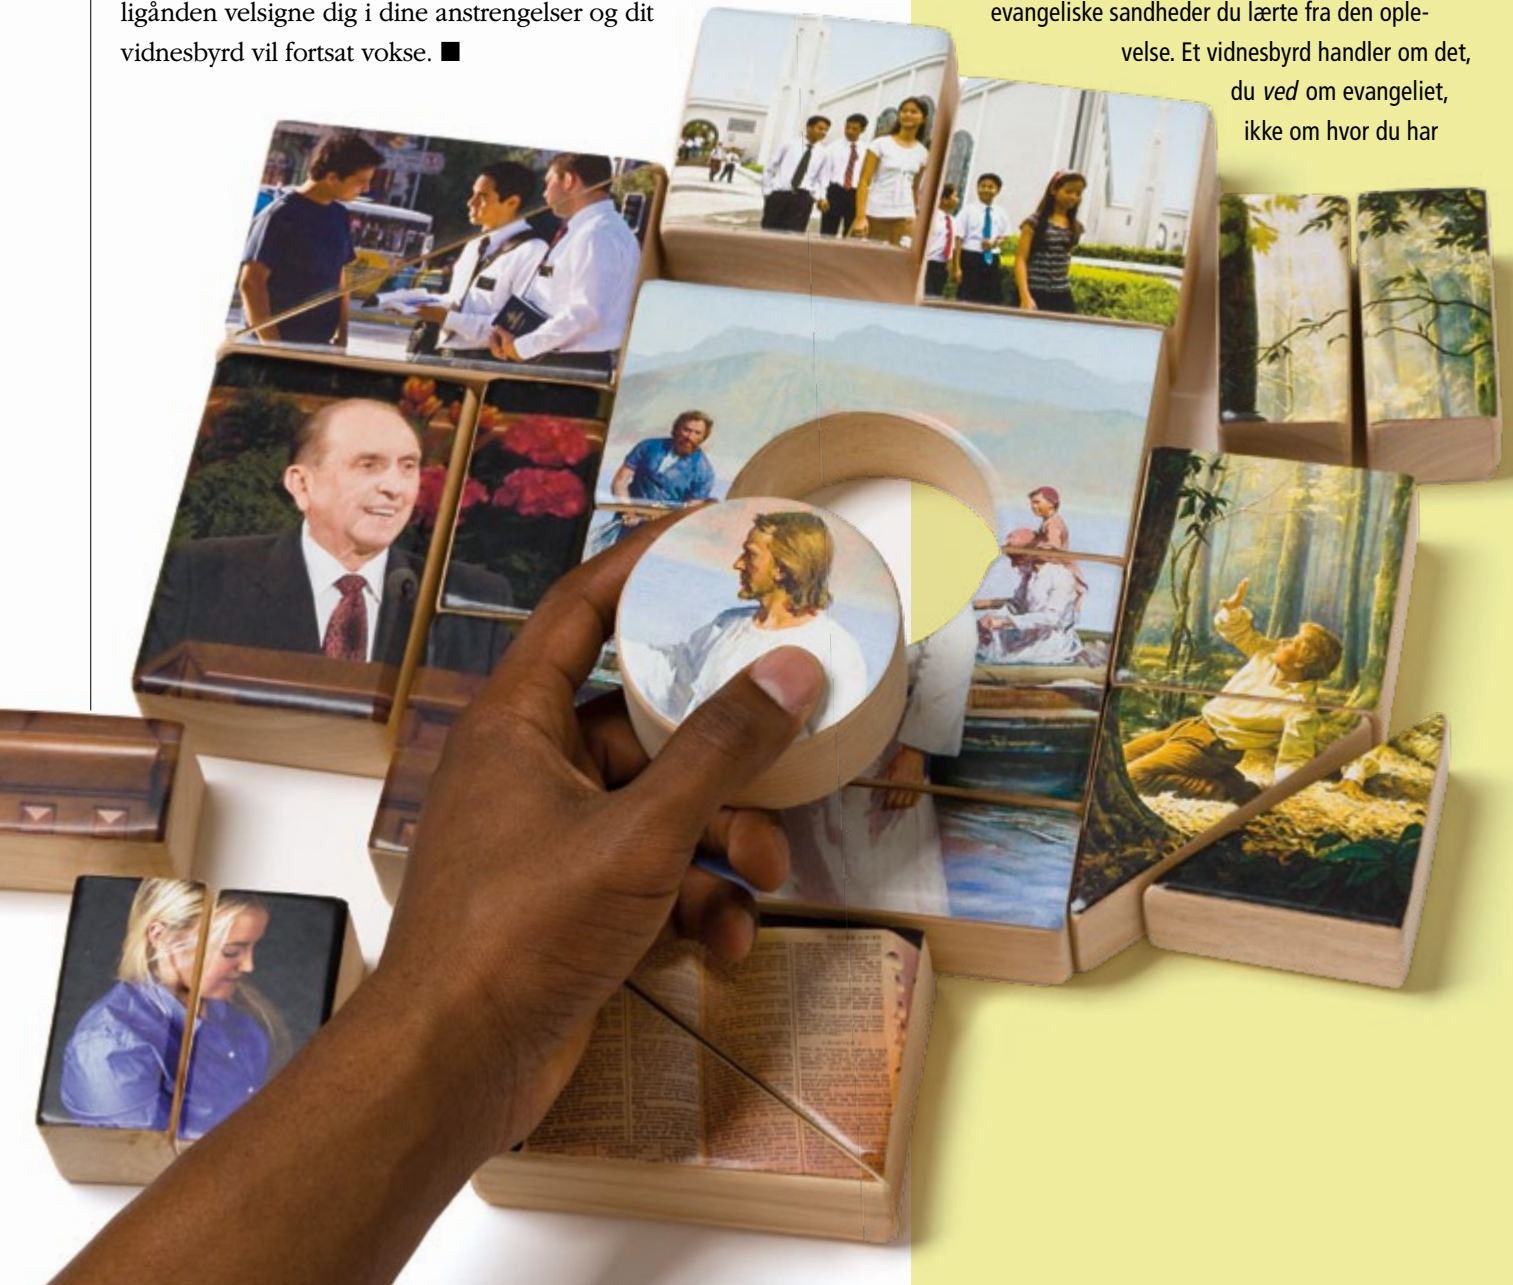 ligånden velsigne dig i dine anstrengelser og dit
vidnesbyrd vil fortsat vokse. ■
evangeliske sandheder du lærte fra den ople-
velse. Et vidnesbyrd handler om det,
du ved om evangeliet,
ikke om hvor du har